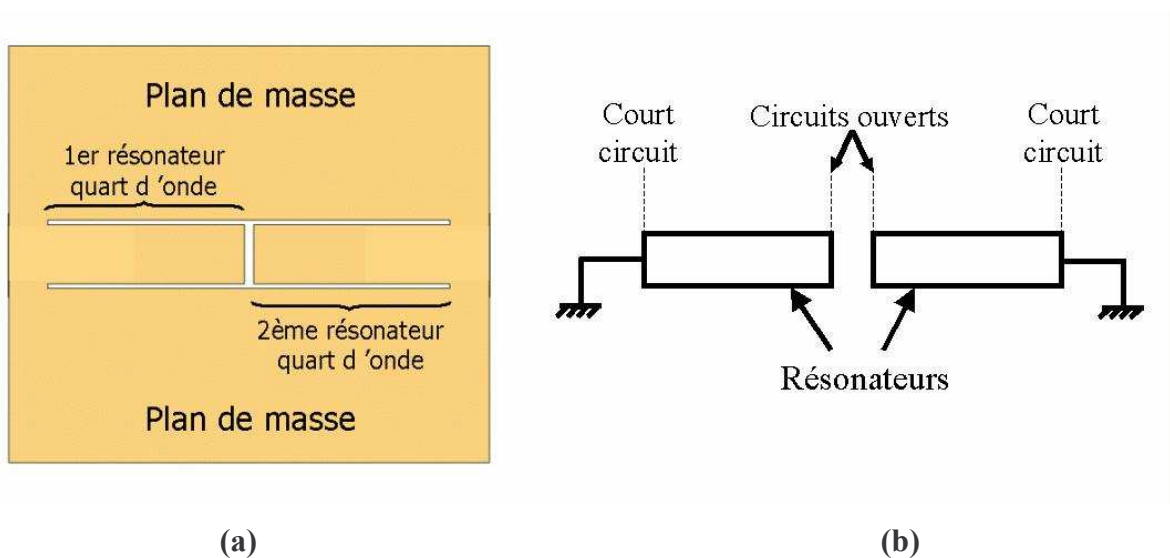 Plan de masse
1er résonateur
quart d 'onde
2ème résonateur
quart d 'onde
Plan de masse
(a)
Court
circuit
Circuits ouverts
Court
circuit
Résonateurs
(b)